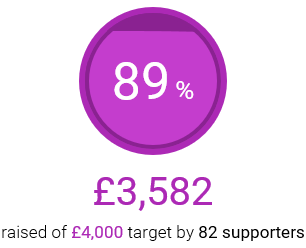 89 %
£3,582
raised of £4,000 target by 82 supporters